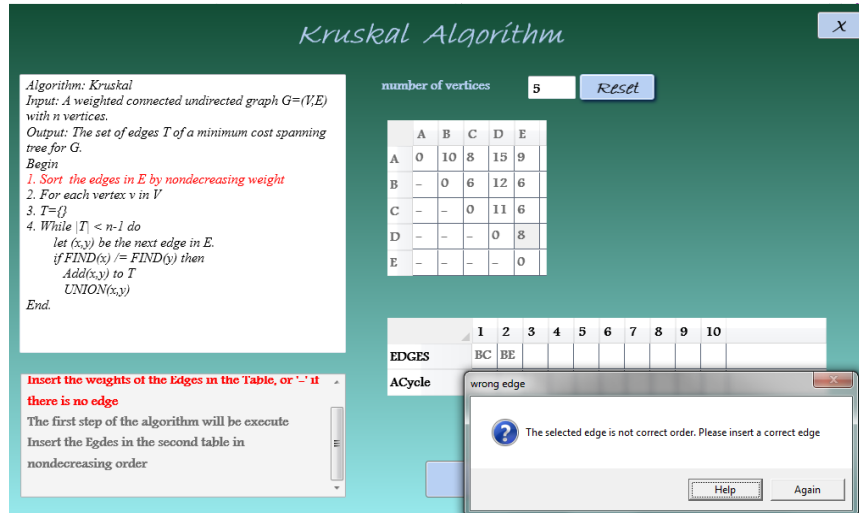 Kruskal Algorithm
X
Algorithm: Kruskal
Input: A weighted connected undirected graph G=(V,E)
with n vertices.
Output: The set of edges T of a minimum cost spanning
tree for G.
Begin
1. Sort the edges in E by nondecreasing weight
2. For each vertex v in V
3. T={}
4. While |T| < n-1 do
let (x,y) be the next edge in E.
if FIND(x) /= FIND(y) then
Add(x,y) to T
UNION(x,y)
End.
number of vertices 5 Reset
A B C D E
A 0 10 8 15 9
B - 0 6 12 6
C - - 0 11 6
D - - - 0 8
E - - - - 0
1 2 3 4 5 6 7 8 9 10
EDGES BC BE
ACycle
Insert the weights of the Edges in the Table, or '-' if
there is no edge
The first step of the algorithm will be execute
Insert the Egdes in the second table in
nondecreasing order
wrong edge
The selected edge is not correct order. Please insert a correct edge
Help Again